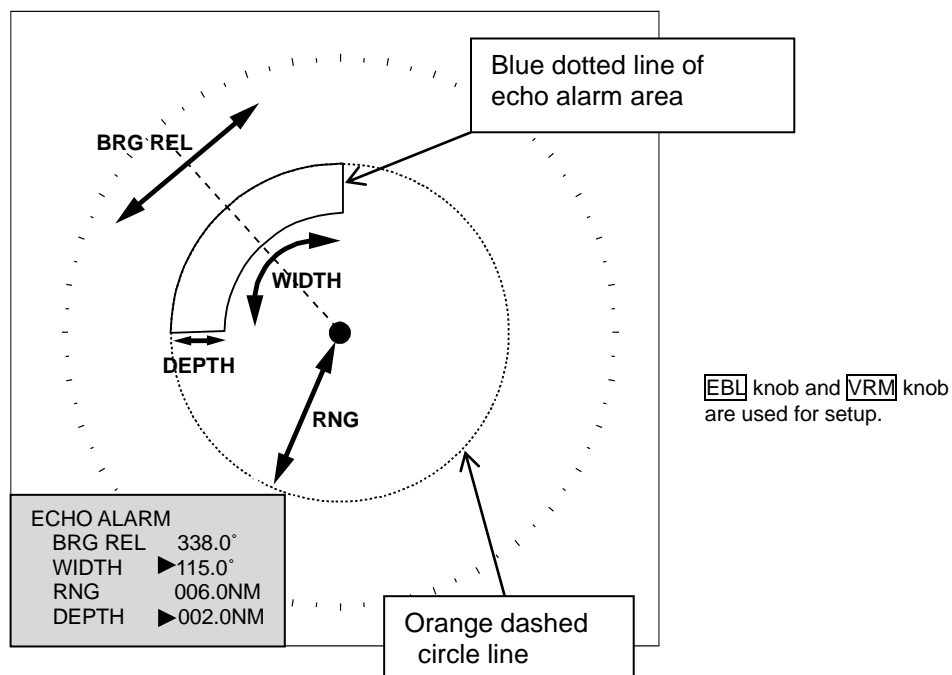 Blue dotted line of
echo alarm area
BRG REL
WIDTH
DEPTH
RNG
EBL knob and VRM knob
are used for setup.
ECHO ALARM
BRG REL 338.0°
WIDTH ▶115.0°
RNG 006.0NM
DEPTH ▶002.0NM
Orange dashed
circle line